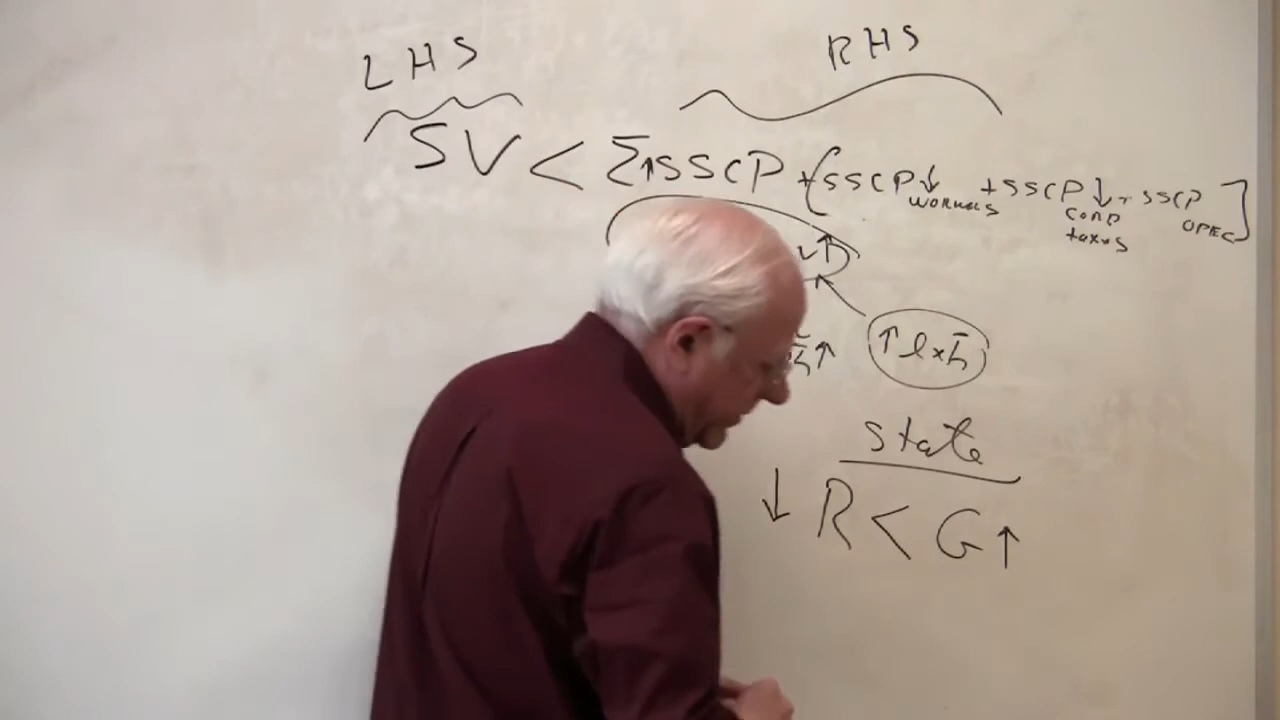 LHS
RHS
SV < Σ↑SSCP + [SSCP↓ + SSCP↓ + SSCP]
WORKERS
CORP taxes
OPEC
↑ l x h̄
h̄↑
state
↓ R < G ↑